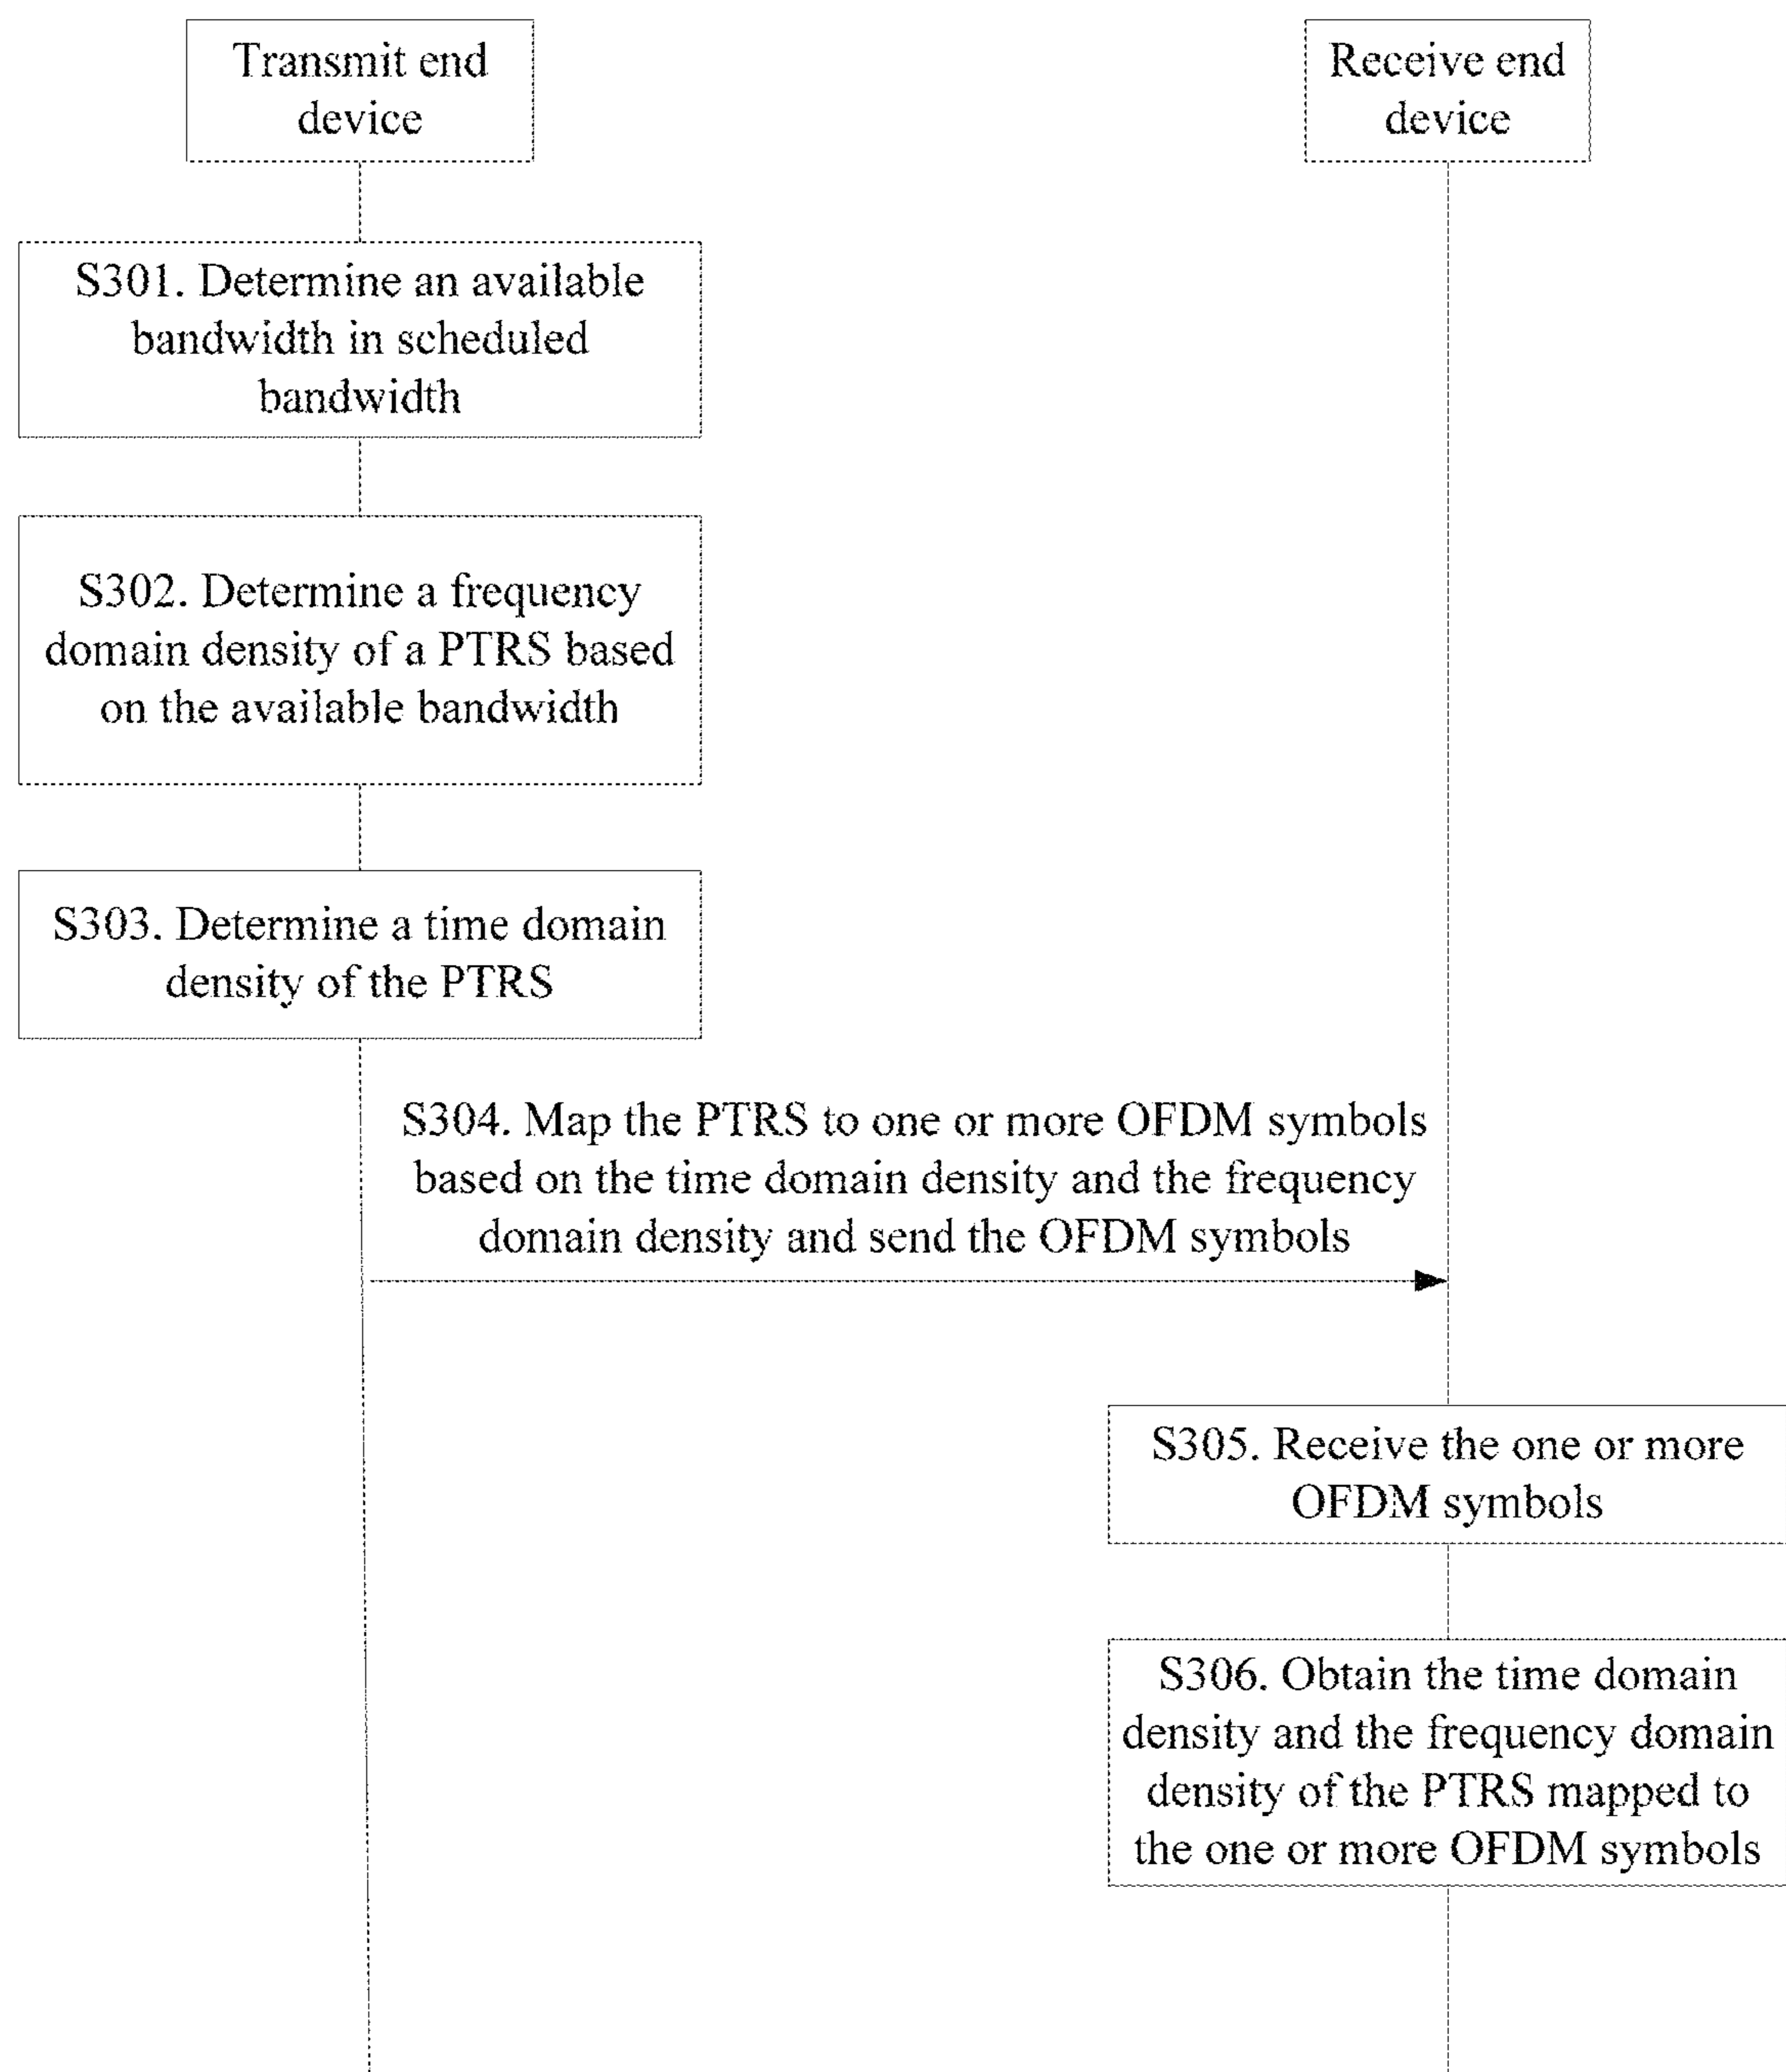 Transmit end
device
Receive end
device
S301. Determine an available
bandwidth in scheduled
bandwidth
S302. Determine a frequency
domain density of a PTRS based
on the available bandwidth
S303. Determine a time domain
density of the PTRS
S304. Map the PTRS to one or more OFDM symbols
based on the time domain density and the frequency
domain density and send the OFDM symbols
S305. Receive the one or more
OFDM symbols
S306. Obtain the time domain
density and the frequency domain
density of the PTRS mapped to
the one or more OFDM symbols